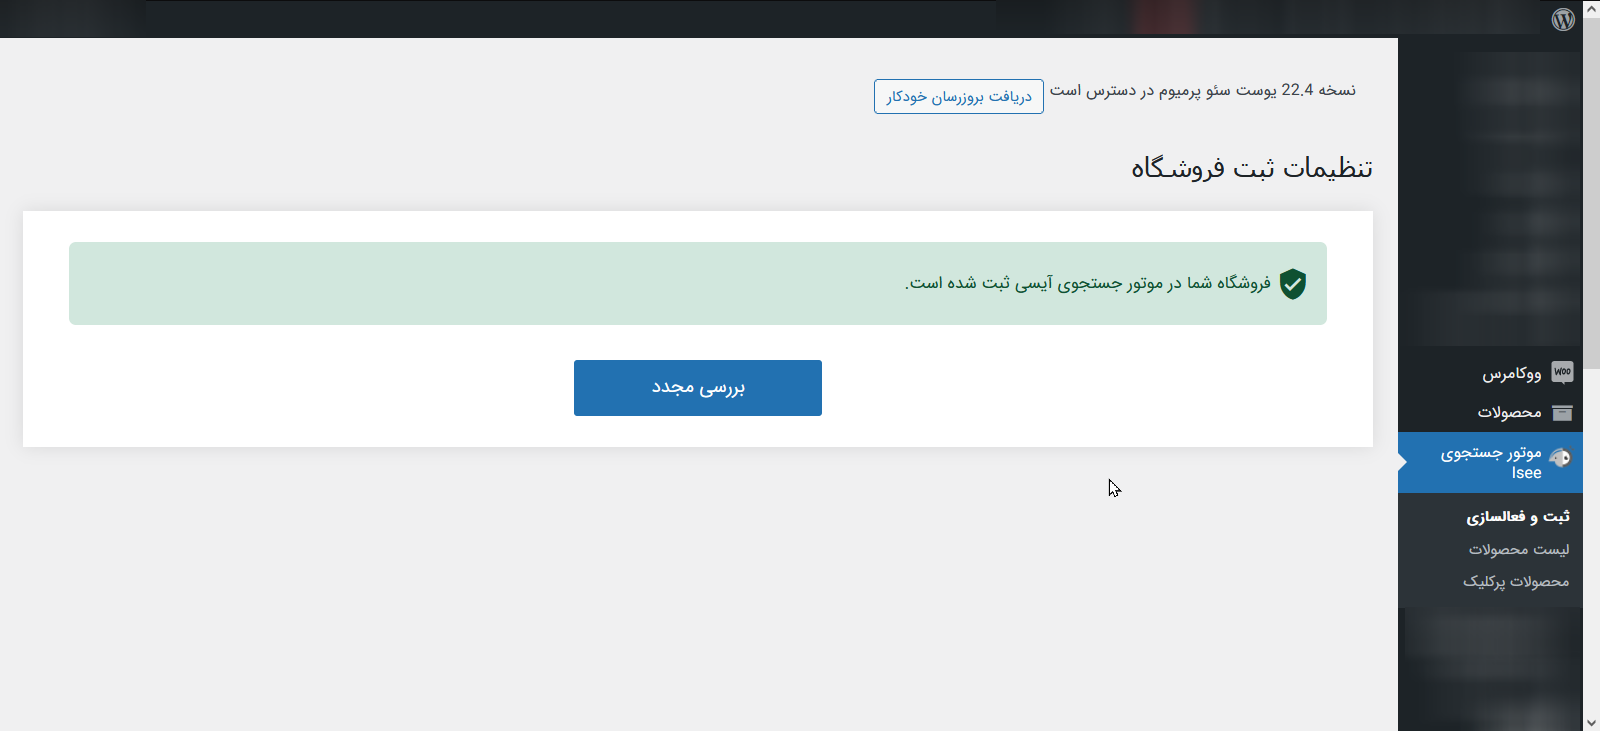 نسخه 22.4 یوست سئو پرمیوم در دسترس است دریافت بروزرسان خودکار
تنظیمات ثبت فروشگاه
فروشگاه شما در موتور جستجوی آیسی ثبت شده است.
بررسی مجدد
ووکامرس
محصولات
موتور جستجوی
Isee
ثبت و فعالسازی
لیست محصولات
محصولات پرکلیک